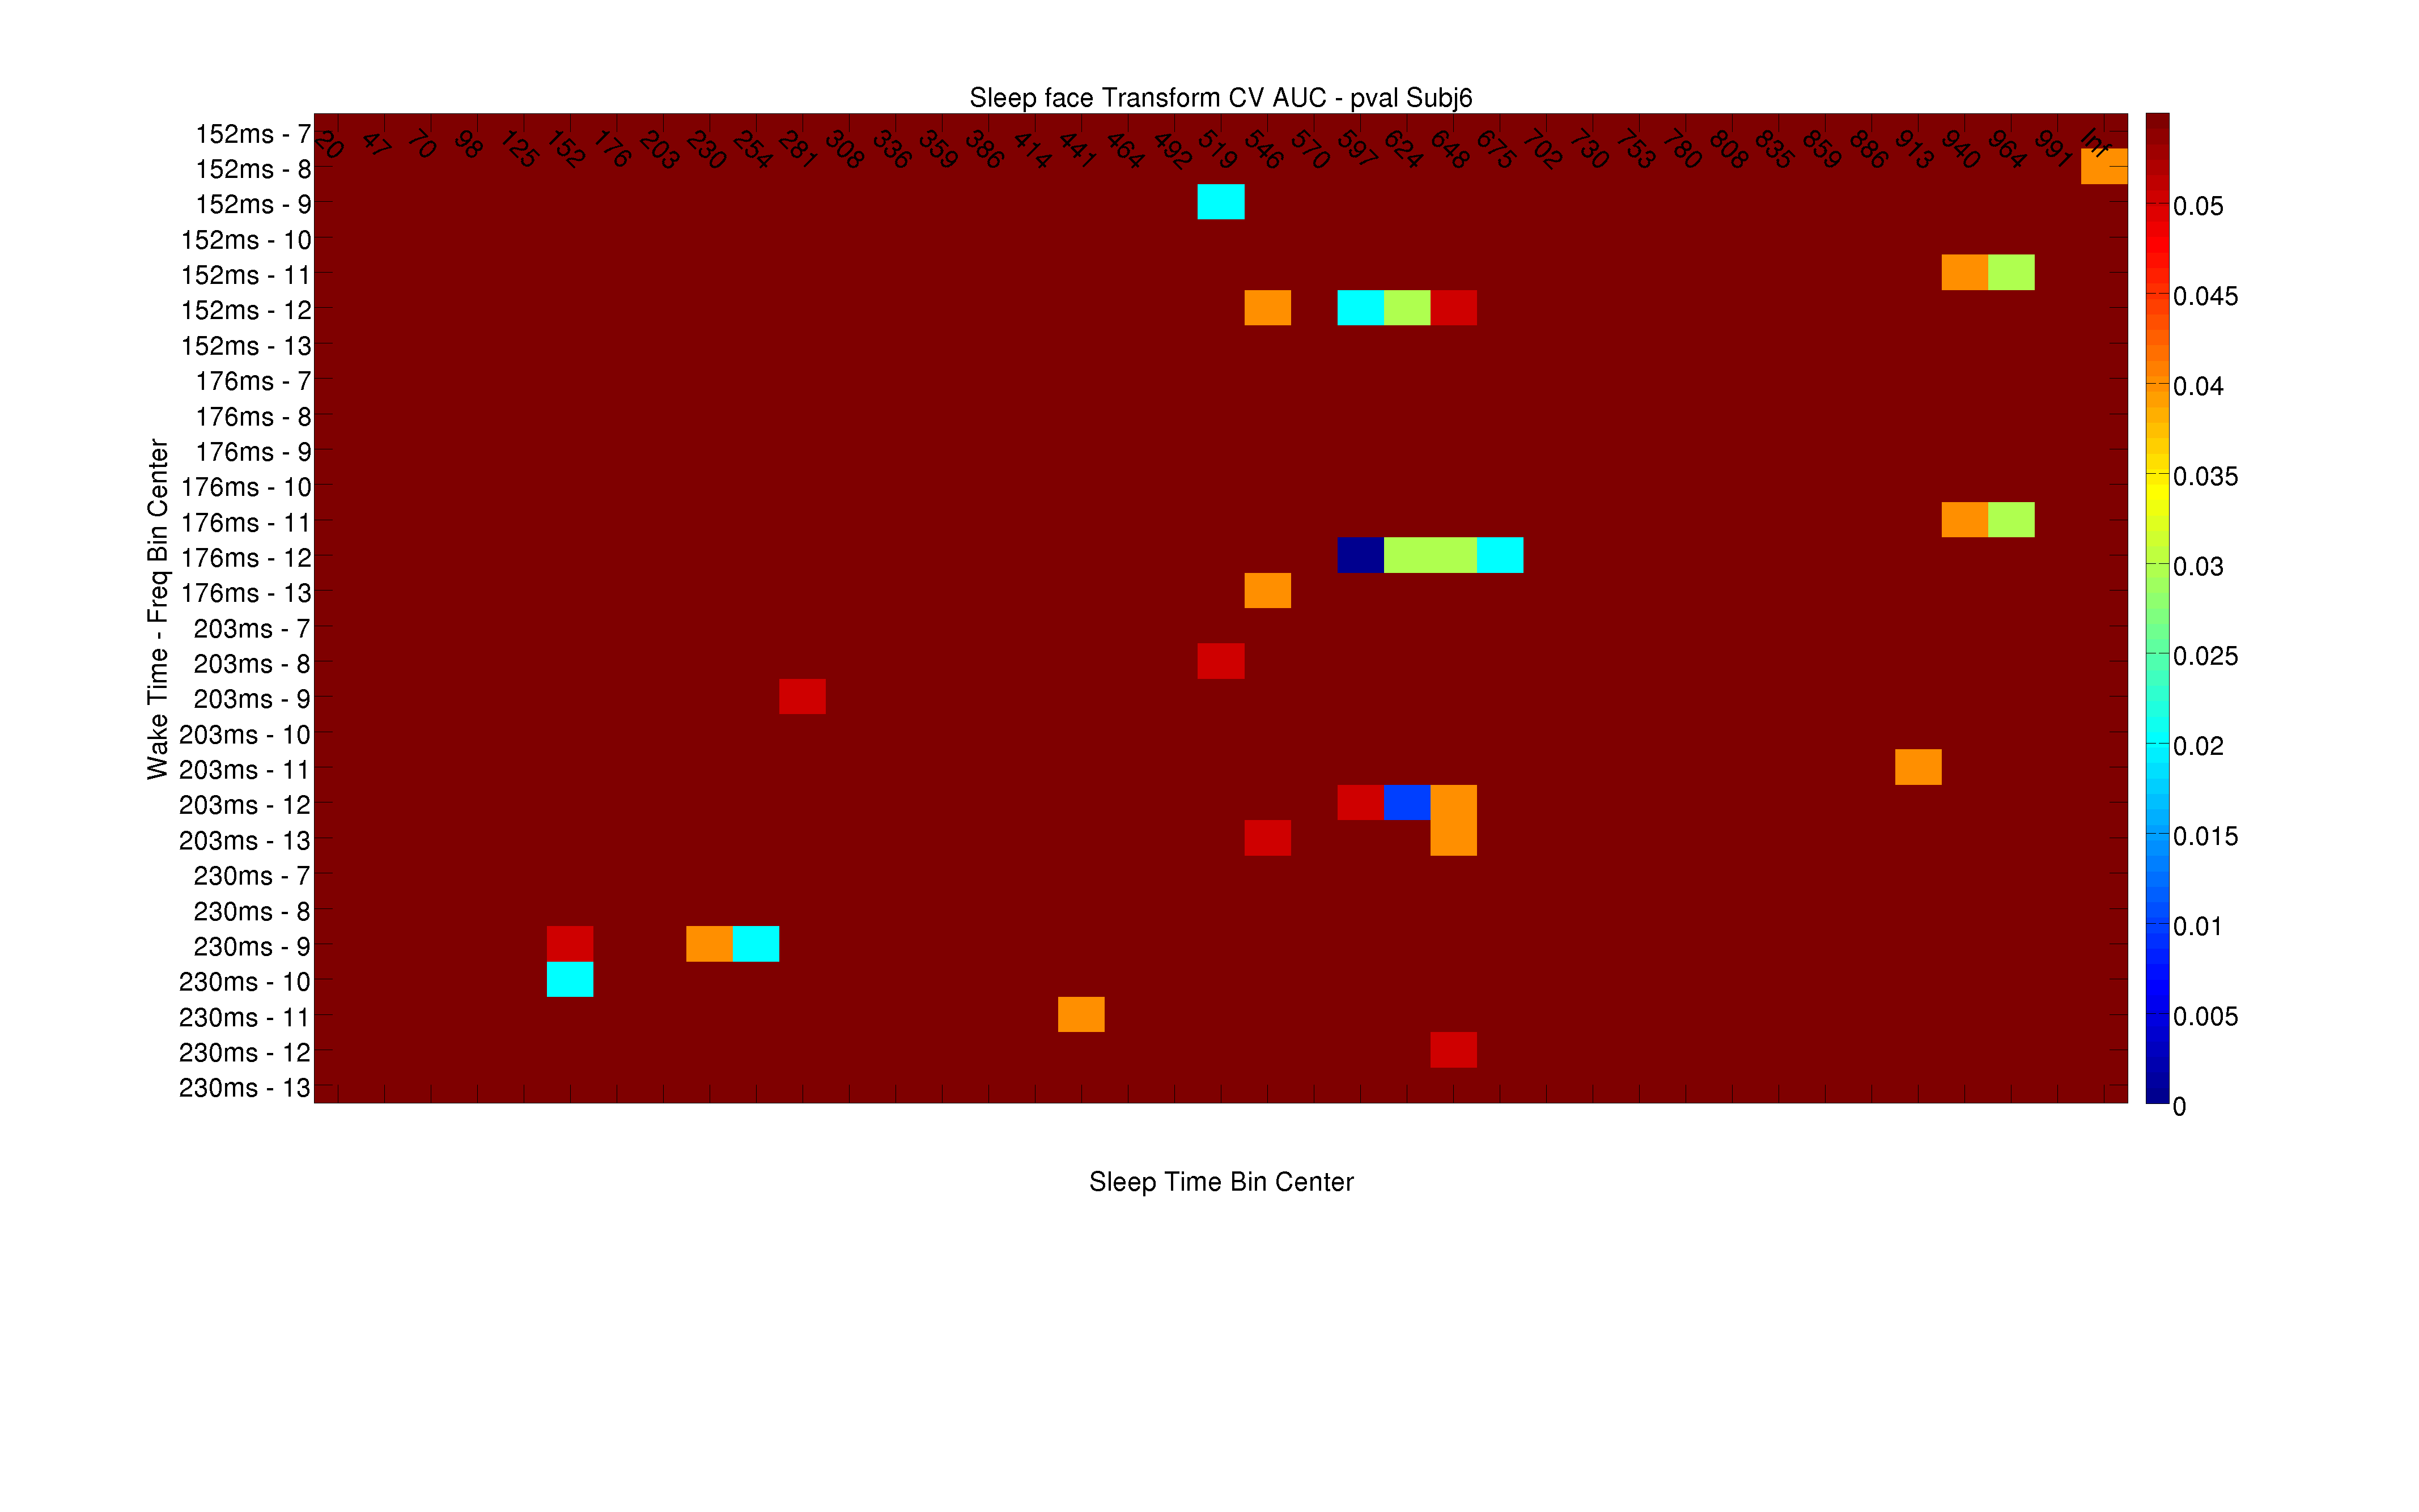 Sleep face Transform CV AUC - pval Subj6
20 47 70 98 125 152 176 203 230 254 281 308 336 359 386 414 441 464 492 519 546 570 597 624 648 675 702 730 753 780 808 835 859 886 913 940 964 991 Inf
152ms - 7
152ms - 8
152ms - 9
152ms - 10
152ms - 11
152ms - 12
152ms - 13
176ms - 7
176ms - 8
176ms - 9
176ms - 10
176ms - 11
176ms - 12
176ms - 13
203ms - 7
203ms - 8
203ms - 9
203ms - 10
203ms - 11
203ms - 12
203ms - 13
230ms - 7
230ms - 8
230ms - 9
230ms - 10
230ms - 11
230ms - 12
230ms - 13
Wake Time - Freq Bin Center
0.05
0.045
0.04
0.035
0.03
0.025
0.02
0.015
0.01
0.005
0
Sleep Time Bin Center